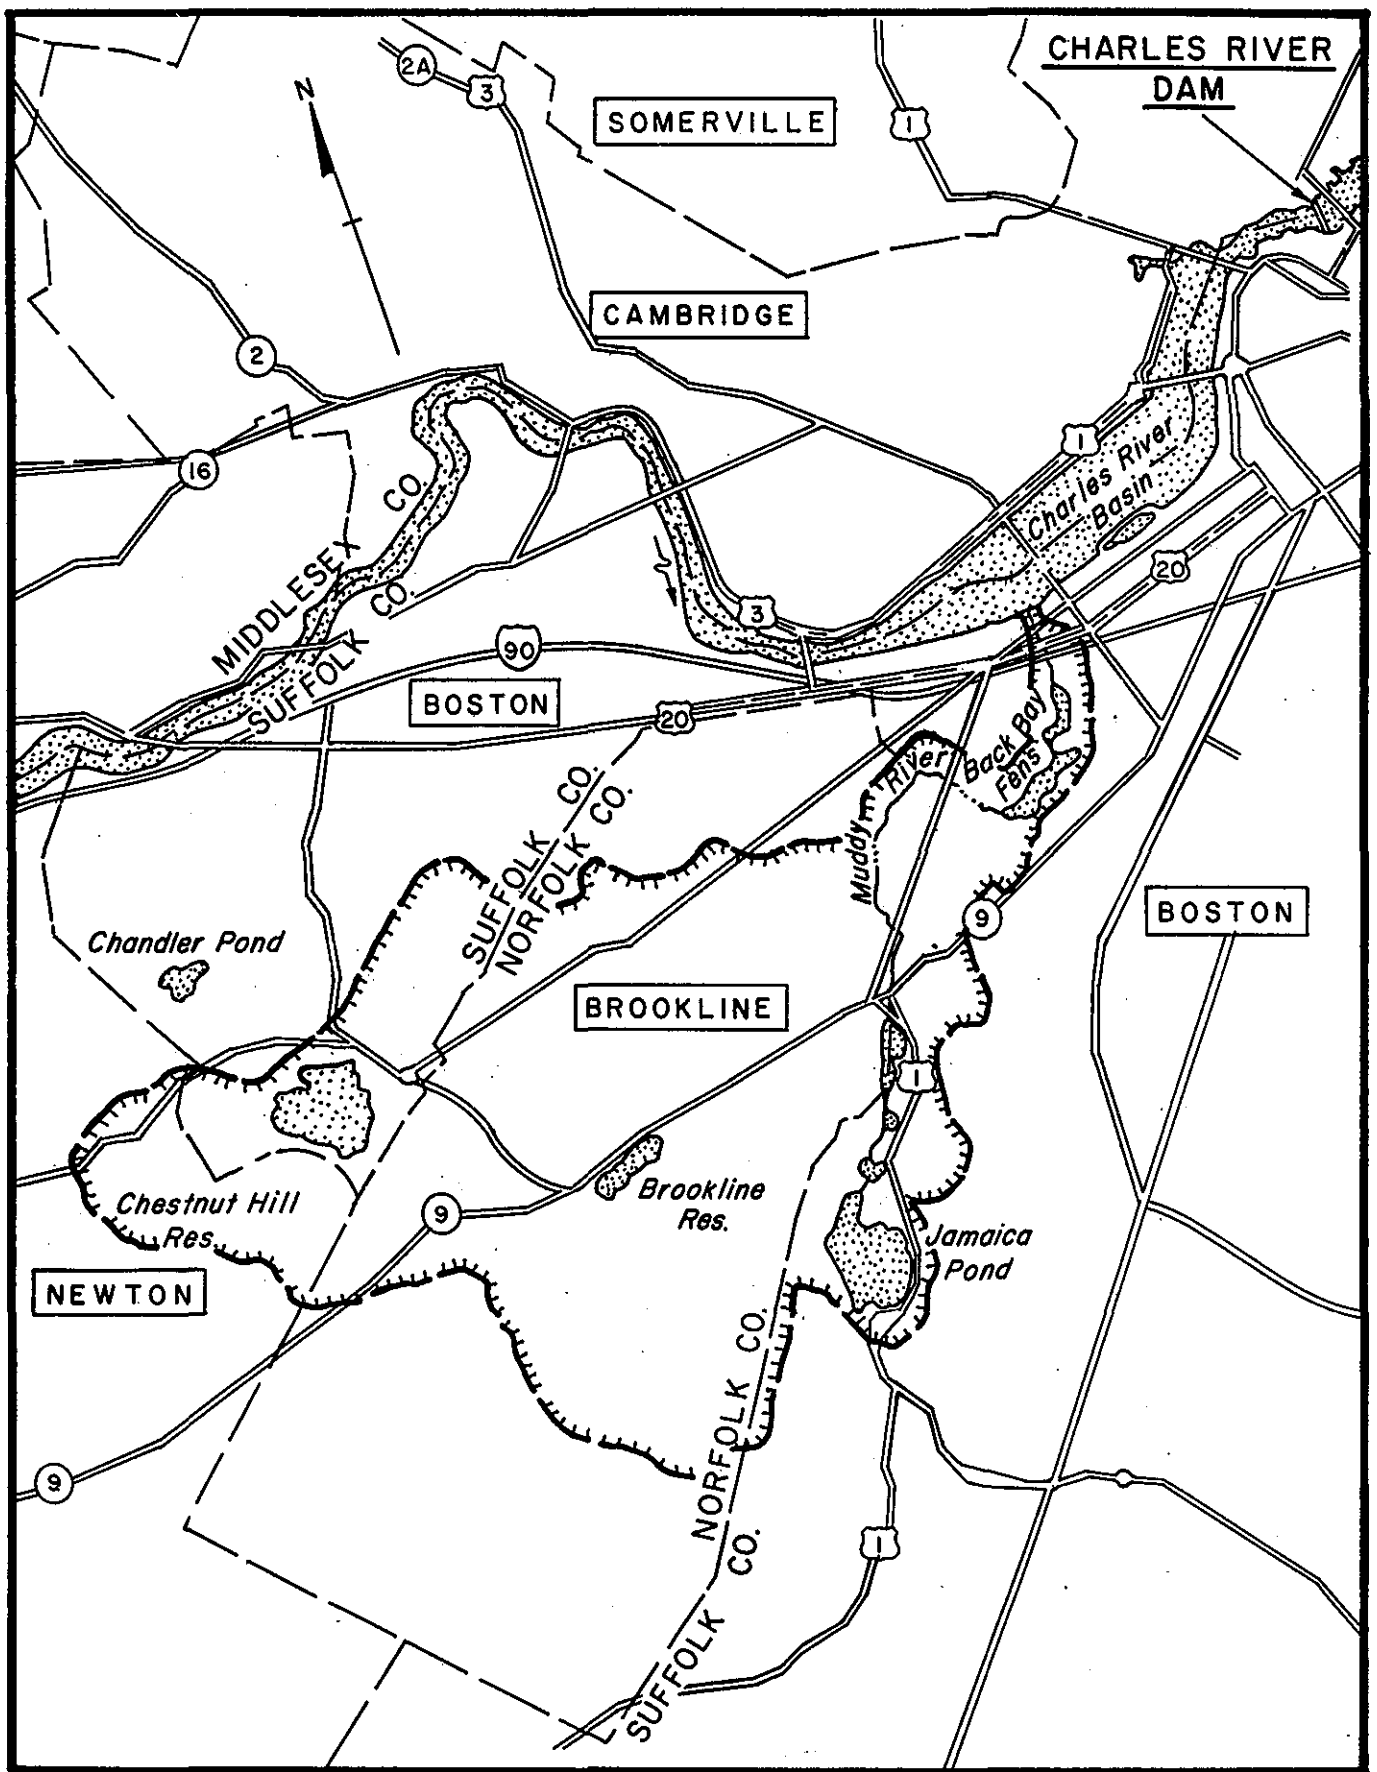 CHARLES RIVER
DAM
N
2A
3
SOMERVILLE
1
CAMBRIDGE
2
16
1
Charles River
Basin
MIDDLESEX CO.
SUFFOLK CO.
3
20
90
BOSTON
20
Back Bay
Fens
Muddy River
SUFFOLK CO.
NORFOLK CO.
9
BOSTON
Chandler Pond
BROOKLINE
1
Chestnut Hill
Res.
9
Brookline
Res.
Jamaica
Pond
NEWTON
NORFOLK CO.
SUFFOLK CO.
9
1